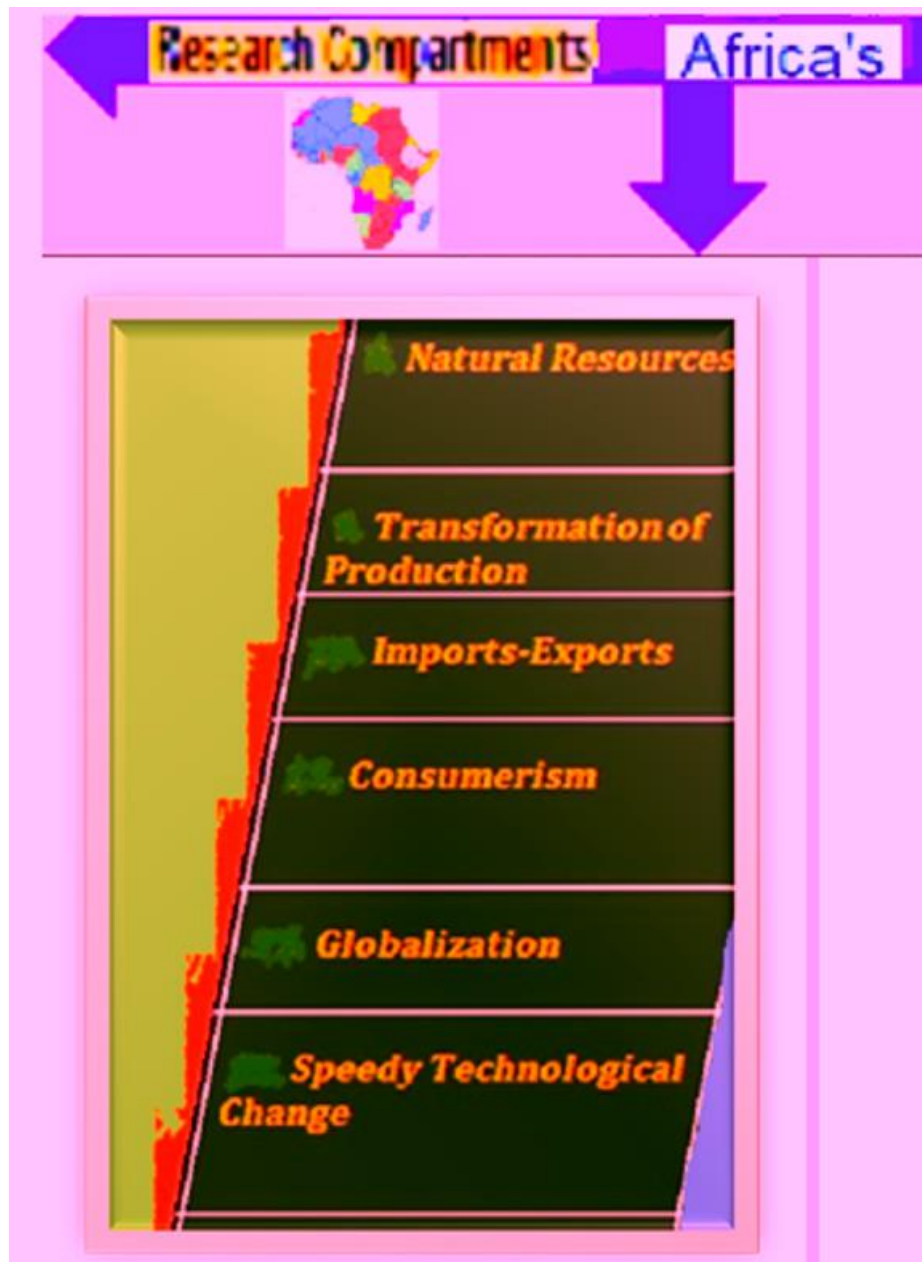 Research Compartments
Africa's
Natural Resources
Transformation of
Production
Imports-Exports
Consumerism
Globalization
Speedy Technological
Change